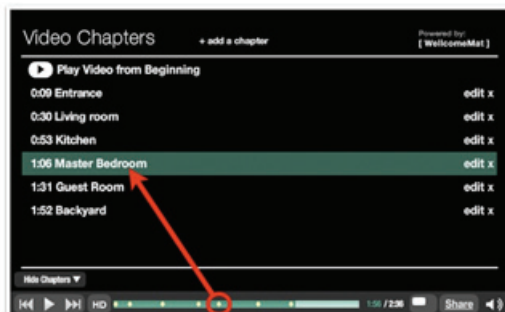 Video Chapters
+ add a chapter
Powered by:
[ WellcomeMat ]
Play Video from Beginning
0:09 Entrance edit x
0:30 Living room edit x
0:53 Kitchen edit x
1:06 Master Bedroom edit x
1:31 Guest Room edit x
1:52 Backyard edit x
Hide Chapters ▼
HD / 2:36 Share